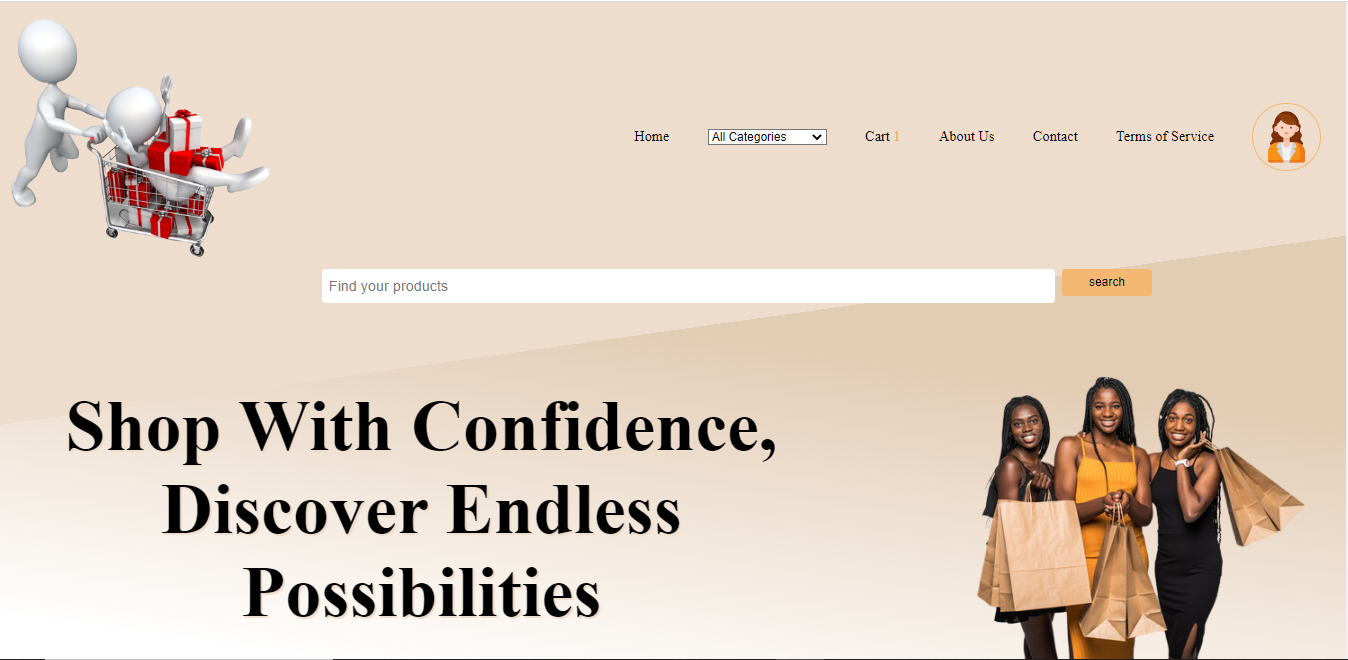 Home All Categories Cart 1 About Us Contact Terms of Service
Find your products search
Shop With Confidence,
Discover Endless
Possibilities